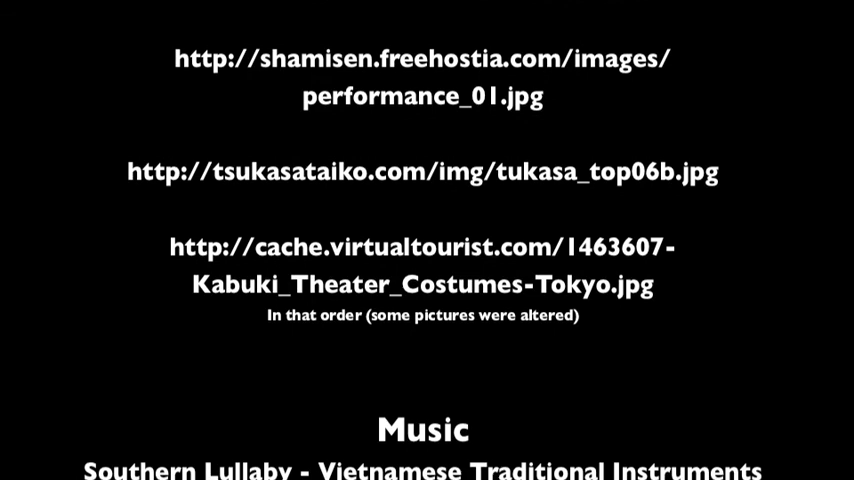 http://shamisen.freehostia.com/images/
performance_01.jpg
http://tsukasataiko.com/img/tukasa_top06b.jpg
http://cache.virtualtourist.com/1463607-
Kabuki_Theater_Costumes-Tokyo.jpg
In that order (some pictures were altered)
Music
Southern Lullaby - Vietnamese Traditional Instruments